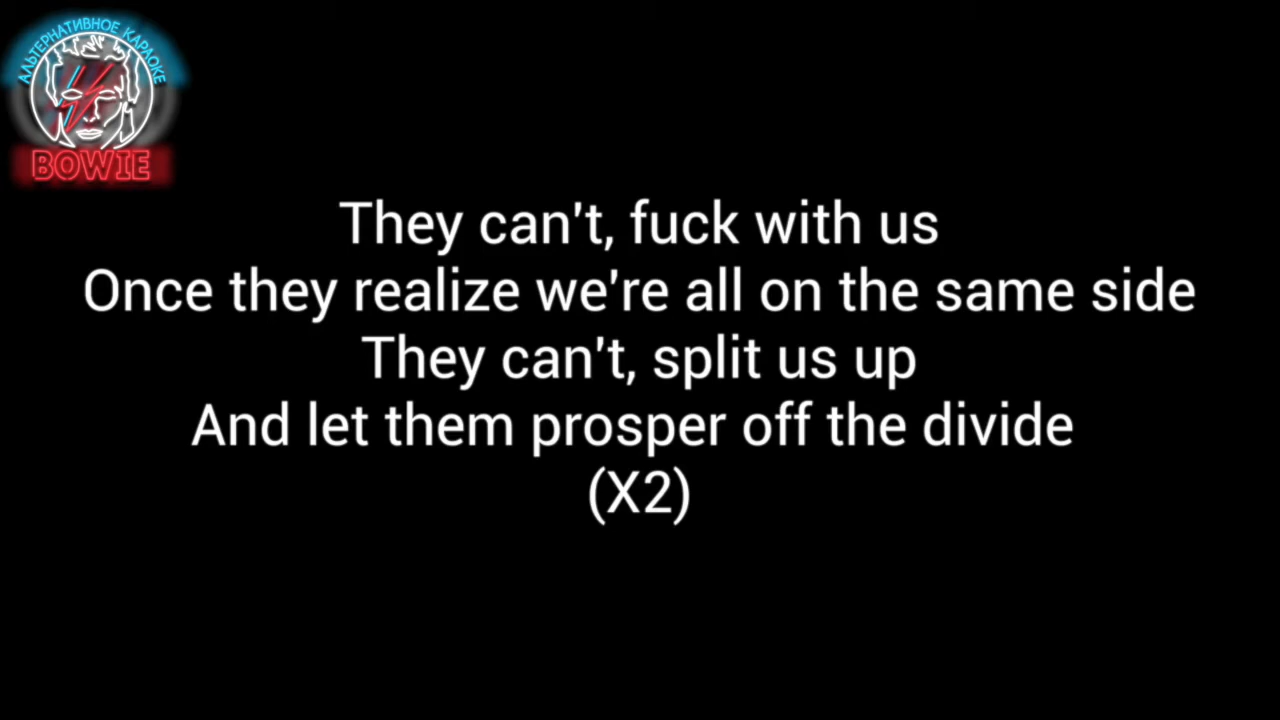 АЛЬТЕРНАТИВНОЕ КАРАОКЕ
BOWIE
They can't, fuck with us
Once they realize we're all on the same side
They can't, split us up
And let them prosper off the divide
(X2)